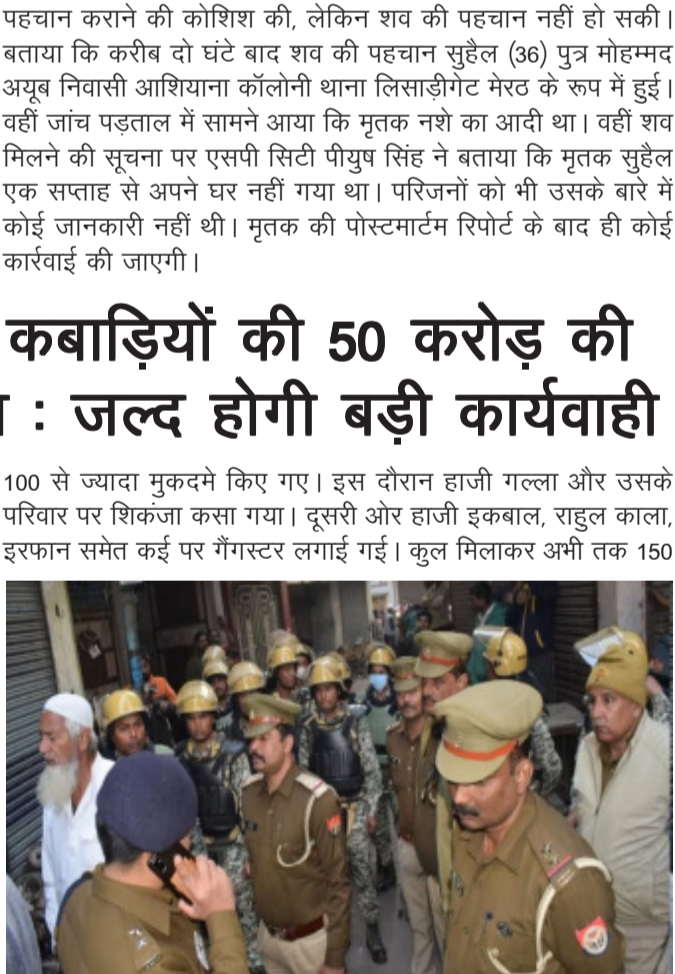 पहचान कराने की कोशिश की, लेकिन शव की पहचान नहीं हो सकी।
बताया कि करीब दो घंटे बाद शव की पहचान सुहैल (36) पुत्र मोहम्मद
अयूब निवासी आशियाना कॉलोनी थाना लिसाड़ीगेट मेरठ के रूप में हुई।
वहीं जांच पड़ताल में सामने आया कि मृतक नशे का आदी था। वहीं शव
मिलने की सूचना पर एसपी सिटी पीयुष सिंह ने बताया कि मृतक सुहैल
एक सप्ताह से अपने घर नहीं गया था। परिजनों को भी उसके बारे में
कोई जानकारी नहीं थी। मृतक की पोस्टमार्टम रिपोर्ट के बाद ही कोई
कार्रवाई की जाएगी।
कबाड़ियों की 50 करोड़ की
: जल्द होगी बड़ी कार्यवाही
100 से ज्यादा मुकदमे किए गए। इस दौरान हाजी गल्ला और उसके
परिवार पर शिकंजा कसा गया। दूसरी ओर हाजी इकबाल, राहुल काला,
इरफान समेत कई पर गैंगस्टर लगाई गई। कुल मिलाकर अभी तक 150